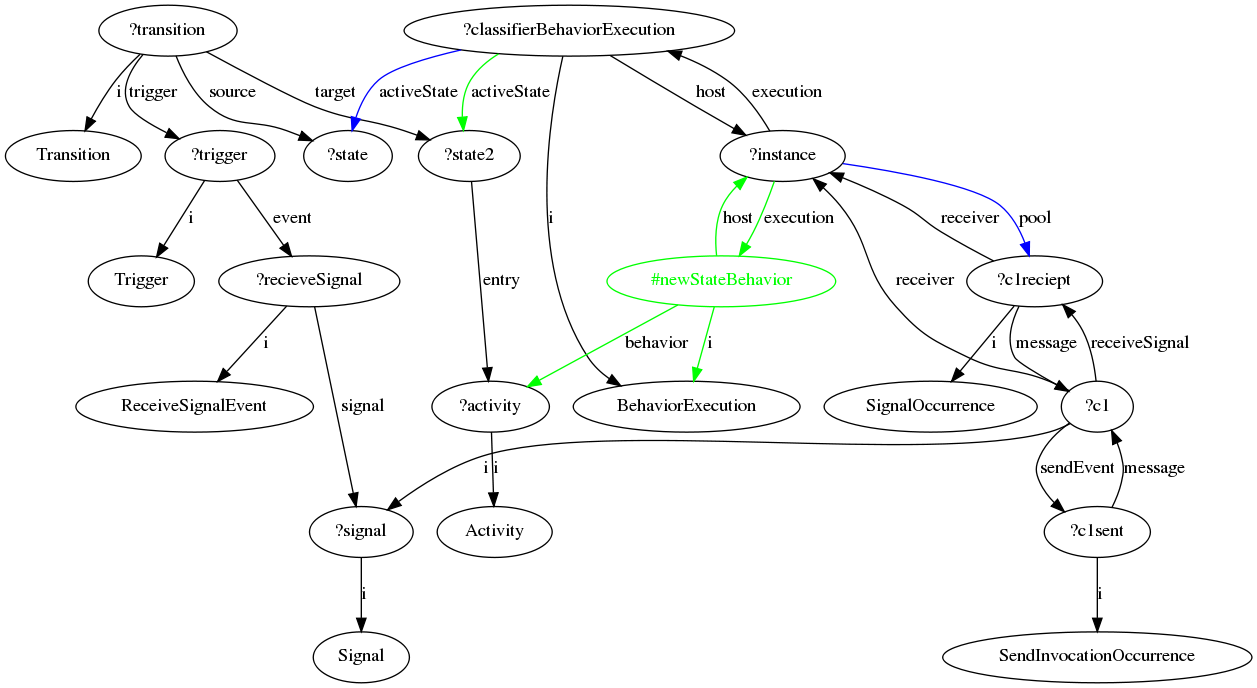 ?transition
?classifierBehaviorExecution
i
trigger
source
target
activeState
activeState
host
execution
Transition
?trigger
?state
?state2
?instance
i
event
i
entry
host
execution
receiver
receiver
pool
Trigger
?recieveSignal
#newStateBehavior
?c1reciept
i
signal
behavior
i
i
message
receiveSignal
ReceiveSignalEvent
?activity
BehaviorExecution
SignalOccurrence
?c1
i
i
sendEvent
message
?signal
Activity
?c1sent
i
i
Signal
SendInvocationOccurrence